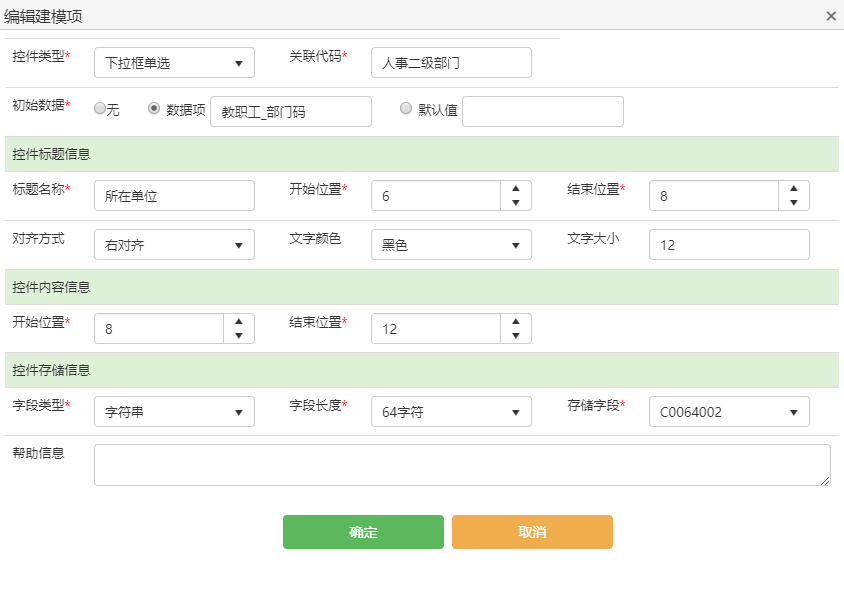 编辑建模项 ×
控件类型* 下拉框单选 关联代码* 人事二级部门
初始数据* 无 数据项 教职工_部门码 默认值
控件标题信息
标题名称* 所在单位 开始位置* 6 结束位置* 8
对齐方式 右对齐 文字颜色 黑色 文字大小 12
控件内容信息
开始位置* 8 结束位置* 12
控件存储信息
字段类型* 字符串 字段长度* 64字符 存储字段* C0064002
帮助信息
确定 取消